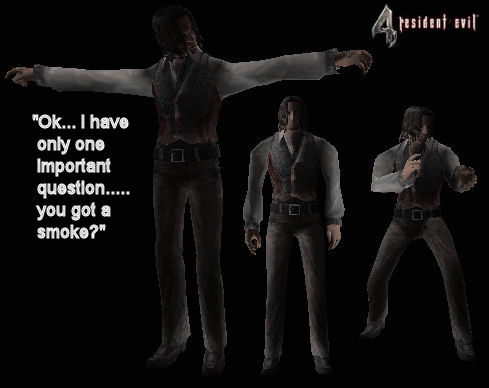 4 resident evil
"Ok... I have
only one
important
question.....
you got a
smoke?"